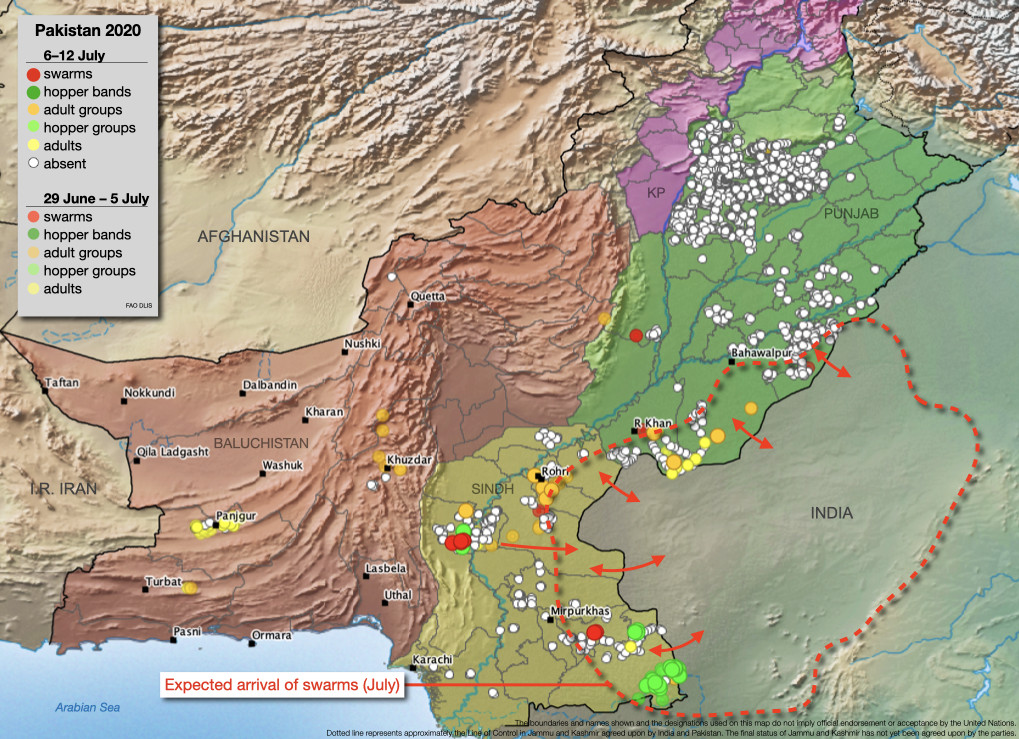 Pakistan 2020
6–12 July
swarms
hopper bands
adult groups
hopper groups
adults
absent
29 June – 5 July
swarms
hopper bands
adult groups
hopper groups
adults
FAO DLIS
KP
PUNJAB
AFGHANISTAN
Quetta
Nushki
Bahawalpur
Taftan
Nokkundi
Dalbandin
Kharan
R Khan
BALUCHISTAN
Qila Ladgasht
Khuzdar
Washuk
Rohri
I.R. IRAN
SINDH
Panjgur
INDIA
Lasbela
Turbat
Uthal
Mirpurkhas
Pasni
Ormara
Karachi
Expected arrival of swarms (July)
Arabian Sea
The boundaries and names shown and the designations used on this map do not imply official endorsement or acceptance by the United Nations.
Dotted line represents approximately the Line of Control in Jammu and Kashmir agreed upon by India and Pakistan. The final status of Jammu and Kashmir has not yet been agreed upon by the parties.